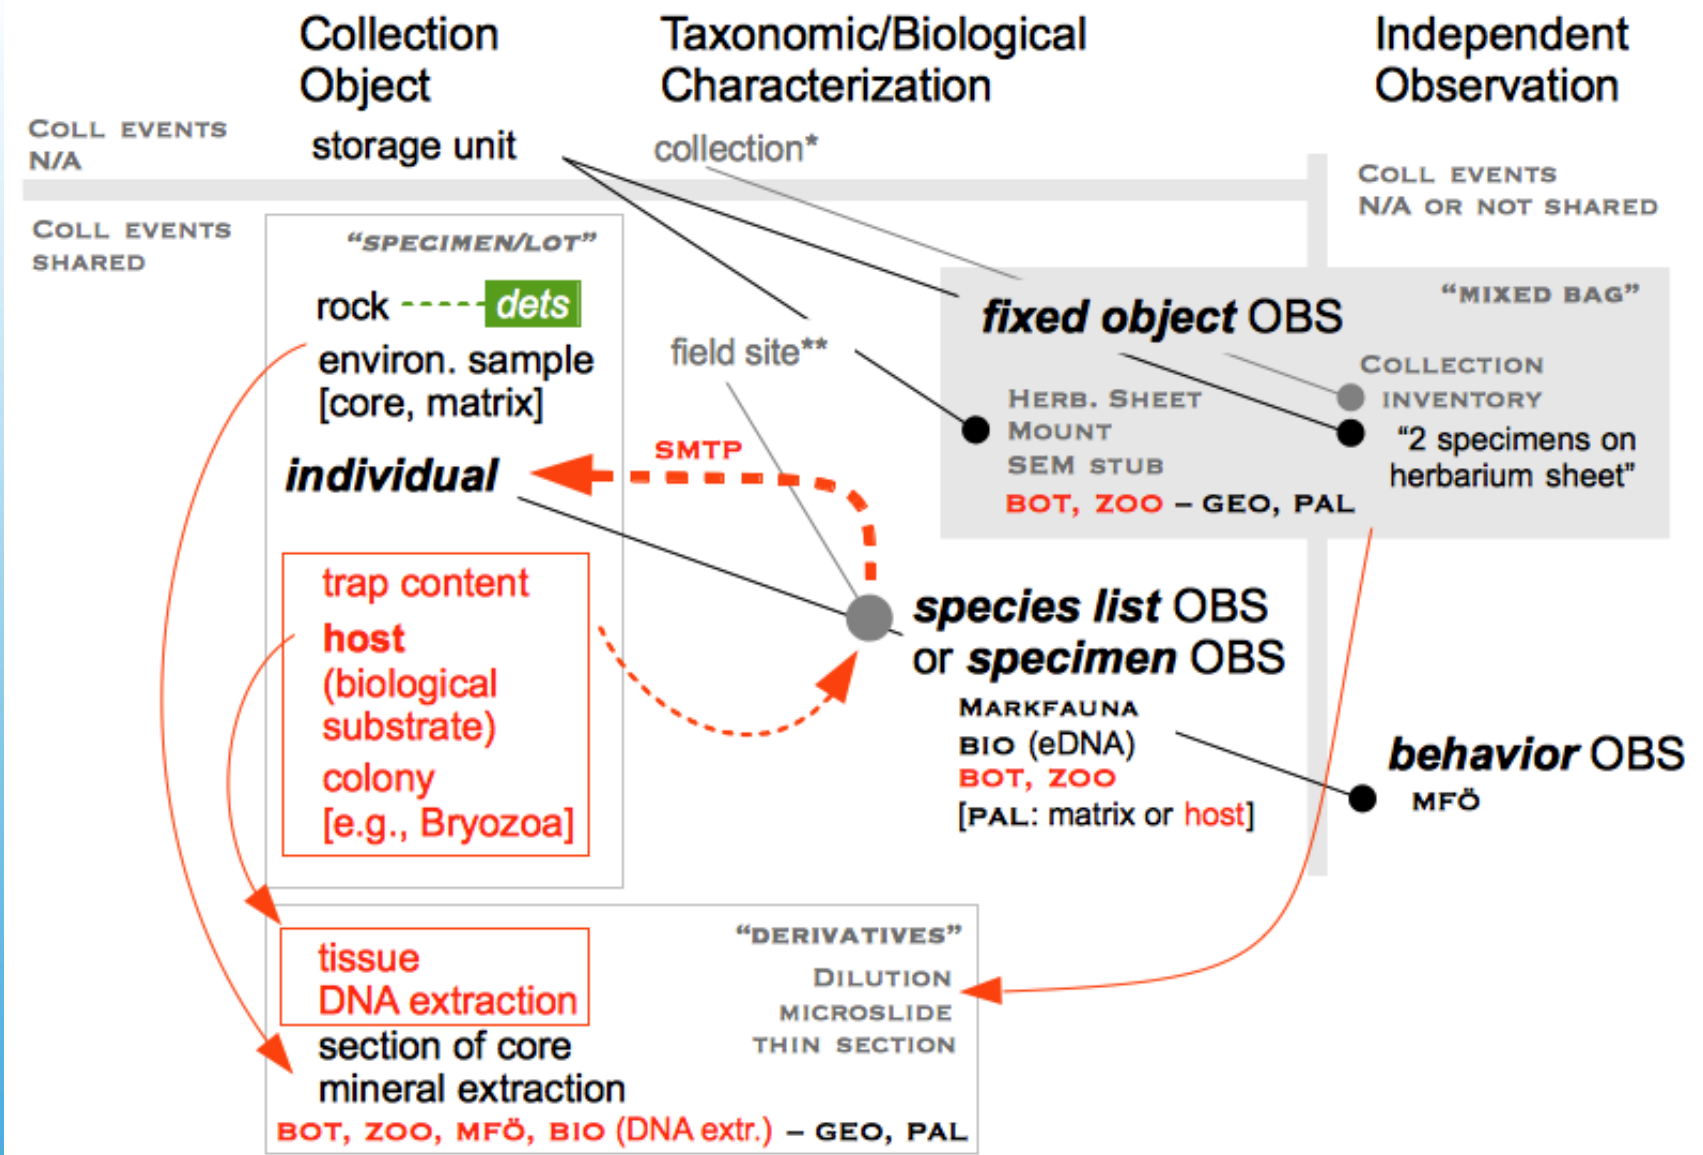 Collection
Object
Taxonomic/Biological
Characterization
Independent
Observation
COLL EVENTS
N/A
storage unit
collection*
COLL EVENTS
N/A OR NOT SHARED
COLL EVENTS
SHARED
"SPECIMEN/LOT"
rock
dets
environ. sample
[core, matrix]
individual
trap content
host
(biological
substrate)
colony
[e.g., Bryozoa]
field site**
SMTP
"MIXED BAG"
fixed object OBS
HERB. SHEET
MOUNT
SEM STUB
BOT, ZOO – GEO, PAL
COLLECTION
INVENTORY
"2 specimens on
herbarium sheet"
species list OBS
or specimen OBS
MARKFAUNA
BIO (eDNA)
BOT, ZOO
[PAL: matrix or host]
behavior OBS
MFÖ
"DERIVATIVES"
DILUTION
MICROSLIDE
THIN SECTION
tissue
DNA extraction
section of core
mineral extraction
BOT, ZOO, MFÖ, BIO (DNA extr.) – GEO, PAL